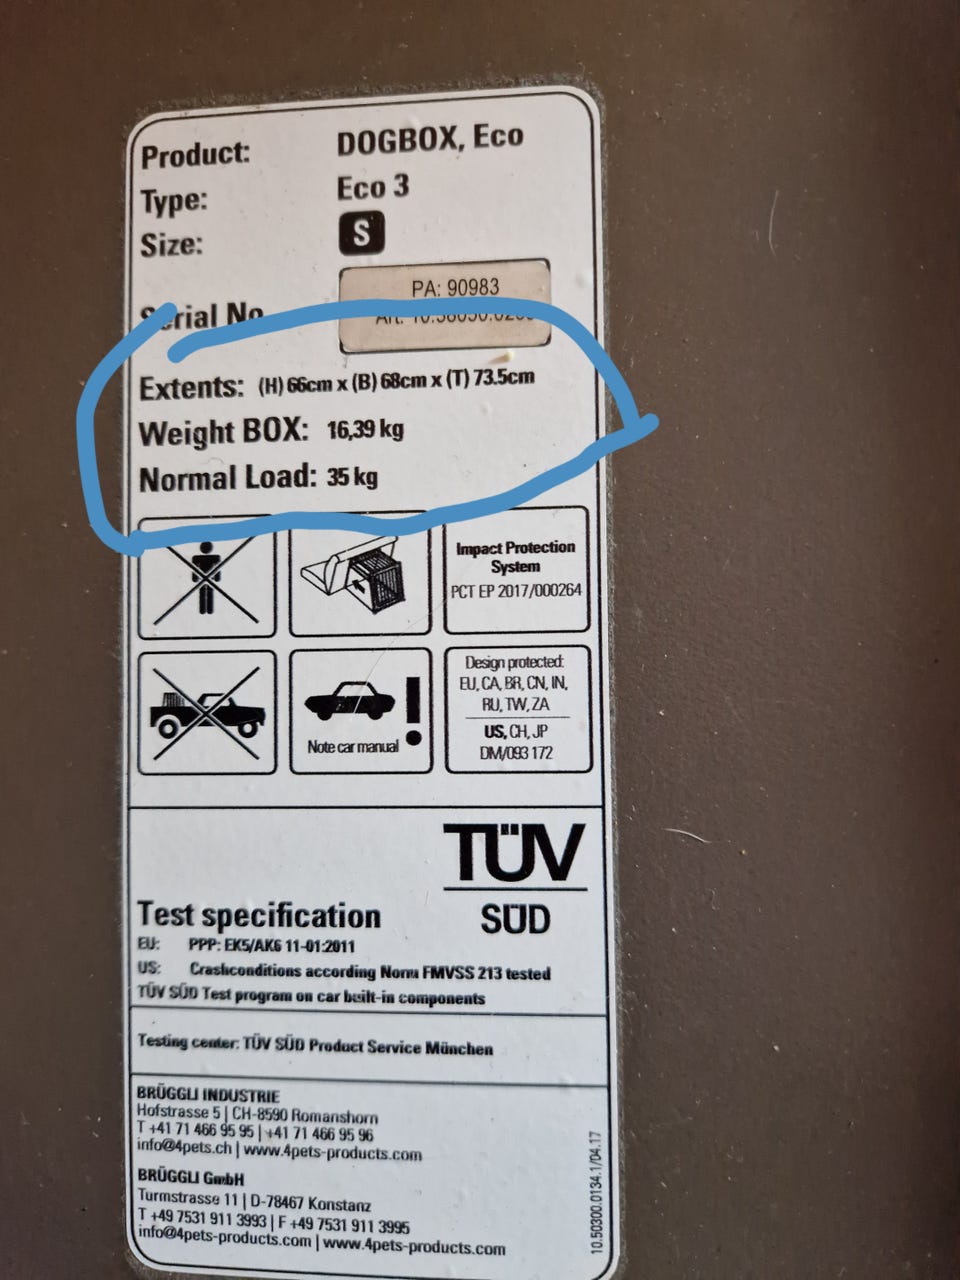 Product: DOGBOX, Eco
Type: Eco 3
Size: S
PA: 90983
Serial No
Art. 10.
Extents: (H) 66cm x (B) 68cm x (T) 73.5cm
Weight BOX: 16,39 kg
Normal Load: 35 kg
Impact Protection
System
PCT EP 2017/000264
Note car manual
!
Design protected:
EU, CA, BR, CN, IN,
RU, TW, ZA
US, CH, JP
DM/093 172
TÜV
SÜD
Test specification
EU: PPP: EK5/AK6 11-01:2011
US: Crashconditions according Norm FMVSS 213 tested
TÜV SÜD Test program on car built-in components
Testing center: TÜV SÜD Product Service München
BRÜGGLI INDUSTRIE
Hofstrasse 5 | CH-8590 Romanshorn
T +41 71 466 95 95 | +41 71 466 95 96
info@4pets.ch | www.4pets-products.com
BRÜGGLI GmbH
Turmstrasse 11 | D-78467 Konstanz
T +49 7531 911 3993 | F +49 7531 911 3995
info@4pets-products.com | www.4pets-products.com
10.50300.0134.1/04.17